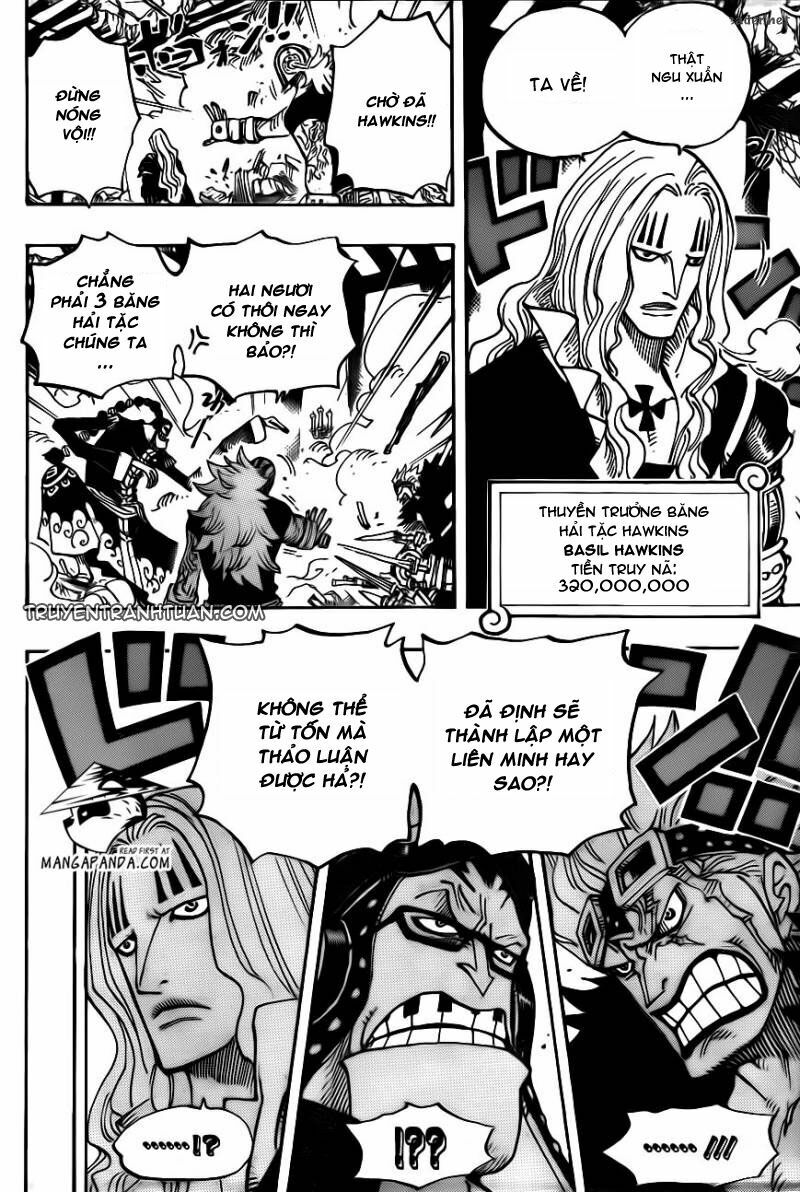 THẬT
NGU XUẨN
...
TA VỀ!
CHỜ ĐÃ
HAWKINS!!
ĐỪNG
NÓNG
VỘI!!
THUYỀN TRƯỞNG BĂNG
HẢI TẶC HAWKINS
BASIL HAWKINS
TIỀN TRUY NÃ:
320,000,000
HAI NGƯƠI
CÓ THÔI NGAY
KHÔNG THÌ
BẢO?!
CHẲNG
PHẢI 3 BĂNG
HẢI TẶC
CHÚNG TA
...
TRUYENTRANHTUAN.COM
ĐÃ ĐỊNH SẼ
THÀNH LẬP MỘT
LIÊN MINH HAY
SAO?!
KHÔNG THỂ
TỪ TỐN MÀ
THẢO LUẬN
ĐƯỢC HẢ?!
READ FIRST AT
MANGAPANDA.COM
....... !!!
!??
...... !?